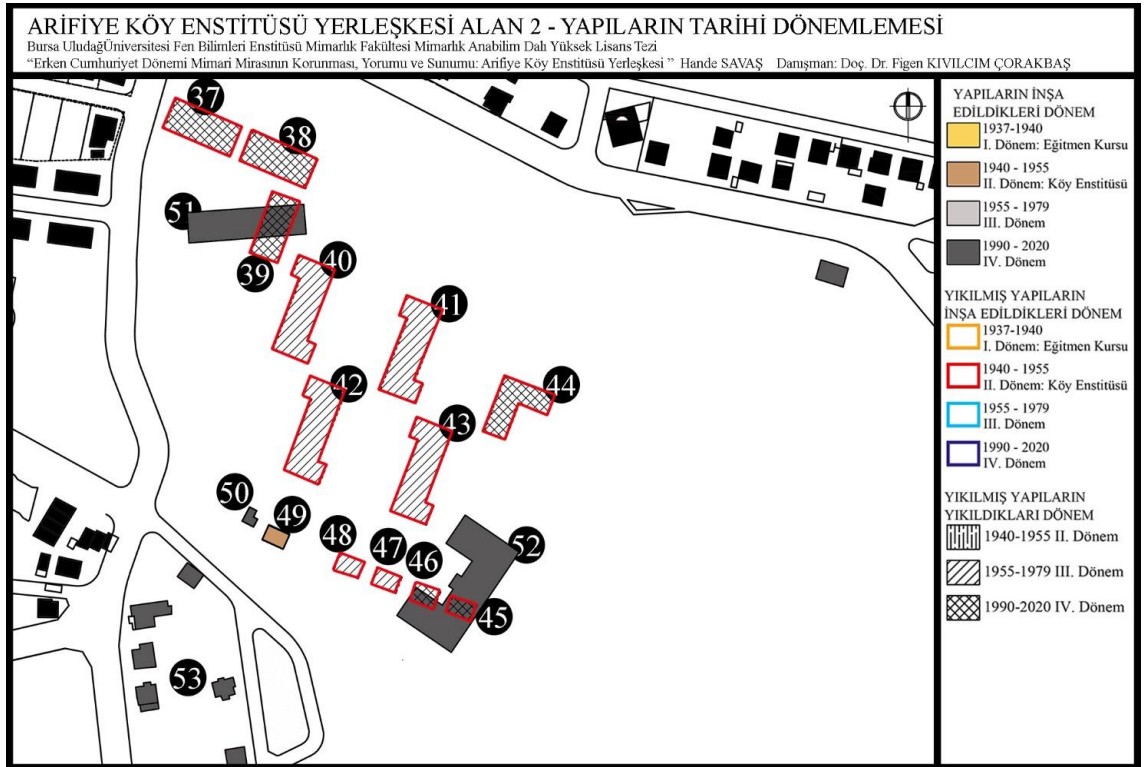 ARİFİYE KÖY ENSTİTÜSÜ YERLEŞKESİ ALAN 2 - YAPILARIN TARİHİ DÖNEMLEMESİ
Bursa UludağÜniversitesi Fen Bilimleri Enstitüsü Mimarlık Fakültesi Mimarlık Anabilim Dalı Yüksek Lisans Tezi
“Erken Cumhuriyet Dönemi Mimari Mirasının Korunması, Yorumu ve Sunumu: Arifiye Köy Enstitüsü Yerleşkesi ” Hande SAVAŞ Danışman: Doç. Dr. Figen KIVILCIM ÇORAKBAŞ
37
38
51
39
40
41
42
44
43
50
49
48
47
46
52
45
53
YAPILARIN İNŞA
EDİLDİKLERİ DÖNEM
1937-1940
I. Dönem: Eğitmen Kursu
1940 - 1955
II. Dönem: Köy Enstitüsü
1955 - 1979
III. Dönem
1990 - 2020
IV. Dönem
YIKILMIŞ YAPILARIN
İNŞA EDİLDİKLERİ DÖNEM
1937-1940
I. Dönem: Eğitmen Kursu
1940 - 1955
II. Dönem: Köy Enstitüsü
1955 - 1979
III. Dönem
1990 - 2020
IV. Dönem
YIKILMIŞ YAPILARIN
YIKILDIKLARI DÖNEM
1940-1955 II. Dönem
1955-1979 III. Dönem
1990-2020 IV. Dönem